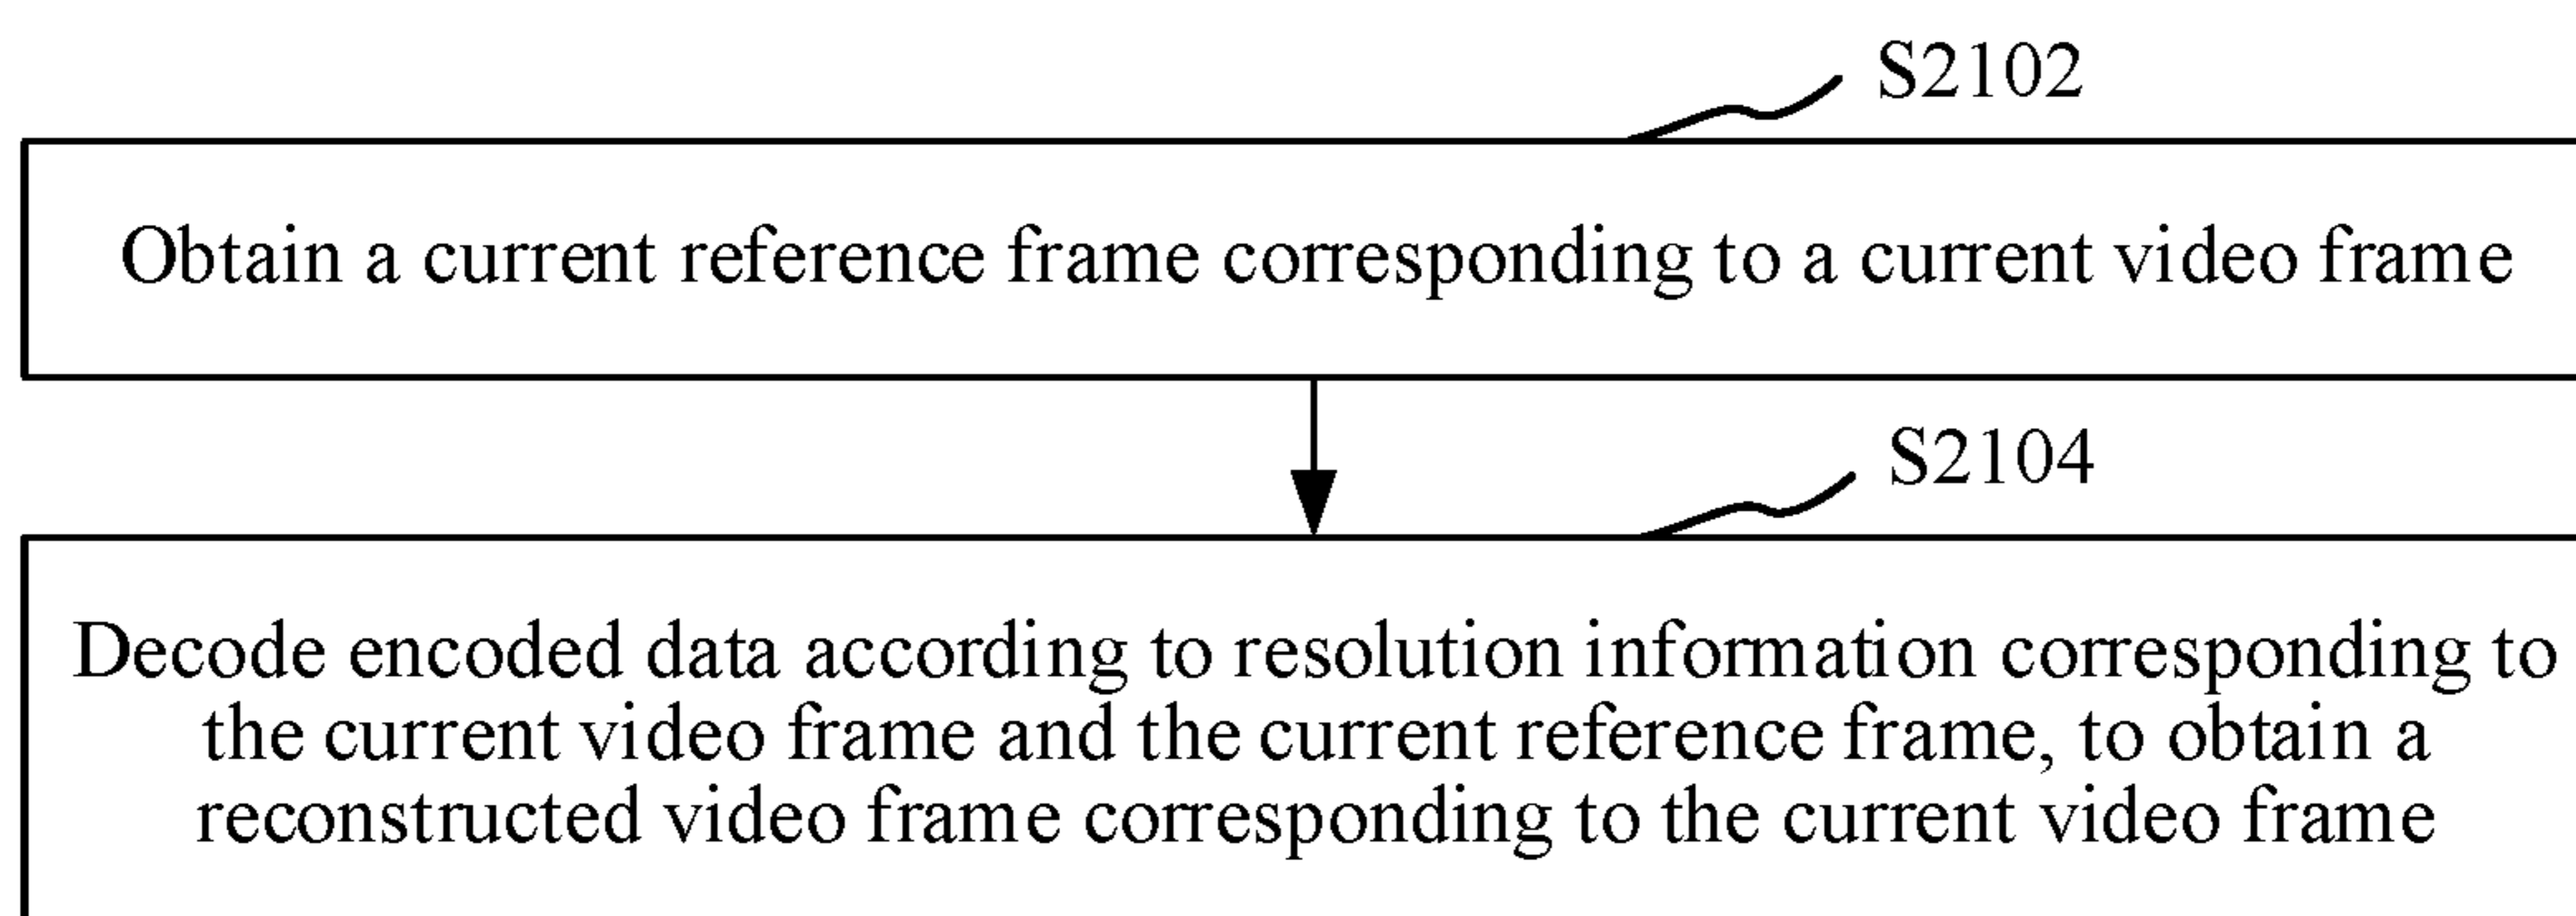 S2102
Obtain a current reference frame corresponding to a current video frame
S2104
Decode encoded data according to resolution information corresponding to
the current video frame and the current reference frame, to obtain a
reconstructed video frame corresponding to the current video frame